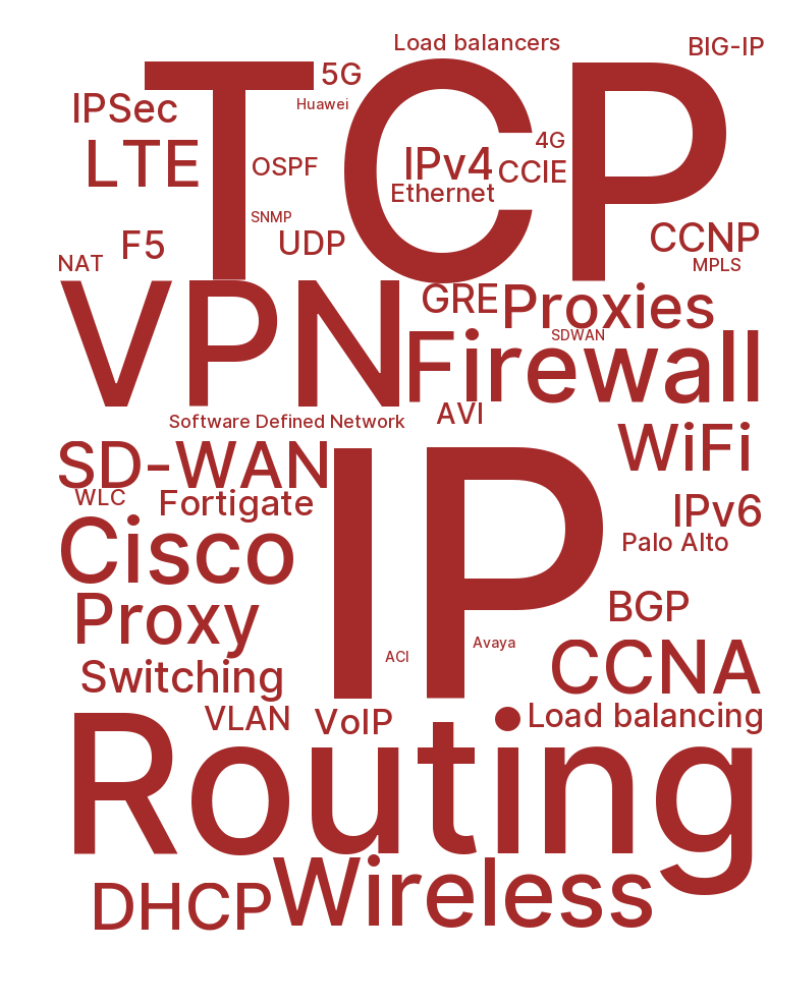 Load balancers
BIG-IP
TCP
5G
IPSec
Huawei
LTE
OSPF
IPv4
4G
CCIE
Ethernet
SNMP
UDP
F5
CCNP
NAT
MPLS
VPN
GRE
Proxies
SDWAN
Firewall
AVI
Software Defined Network
WiFi
SD-WAN
IP
WLC
Fortigate
IPv6
Cisco
Palo Alto
Proxy
BGP
ACI
Avaya
CCNA
Switching
VLAN
VoIP
Load balancing
Routing
DHCP
Wireless